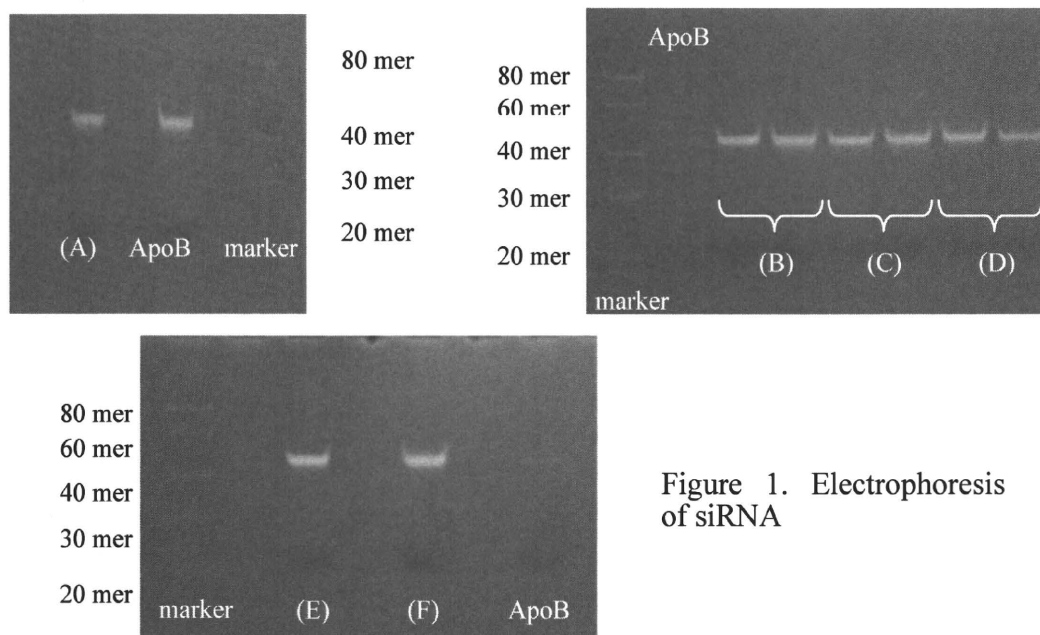 80 mer
40 mer
30 mer
20 mer
(A) ApoB marker
ApoB
80 mer
60 mer
40 mer
30 mer
20 mer
(B) (C) (D)
marker
80 mer
60 mer
40 mer
30 mer
20 mer
marker (E) (F) ApoB
Figure 1. Electrophoresis
of siRNA